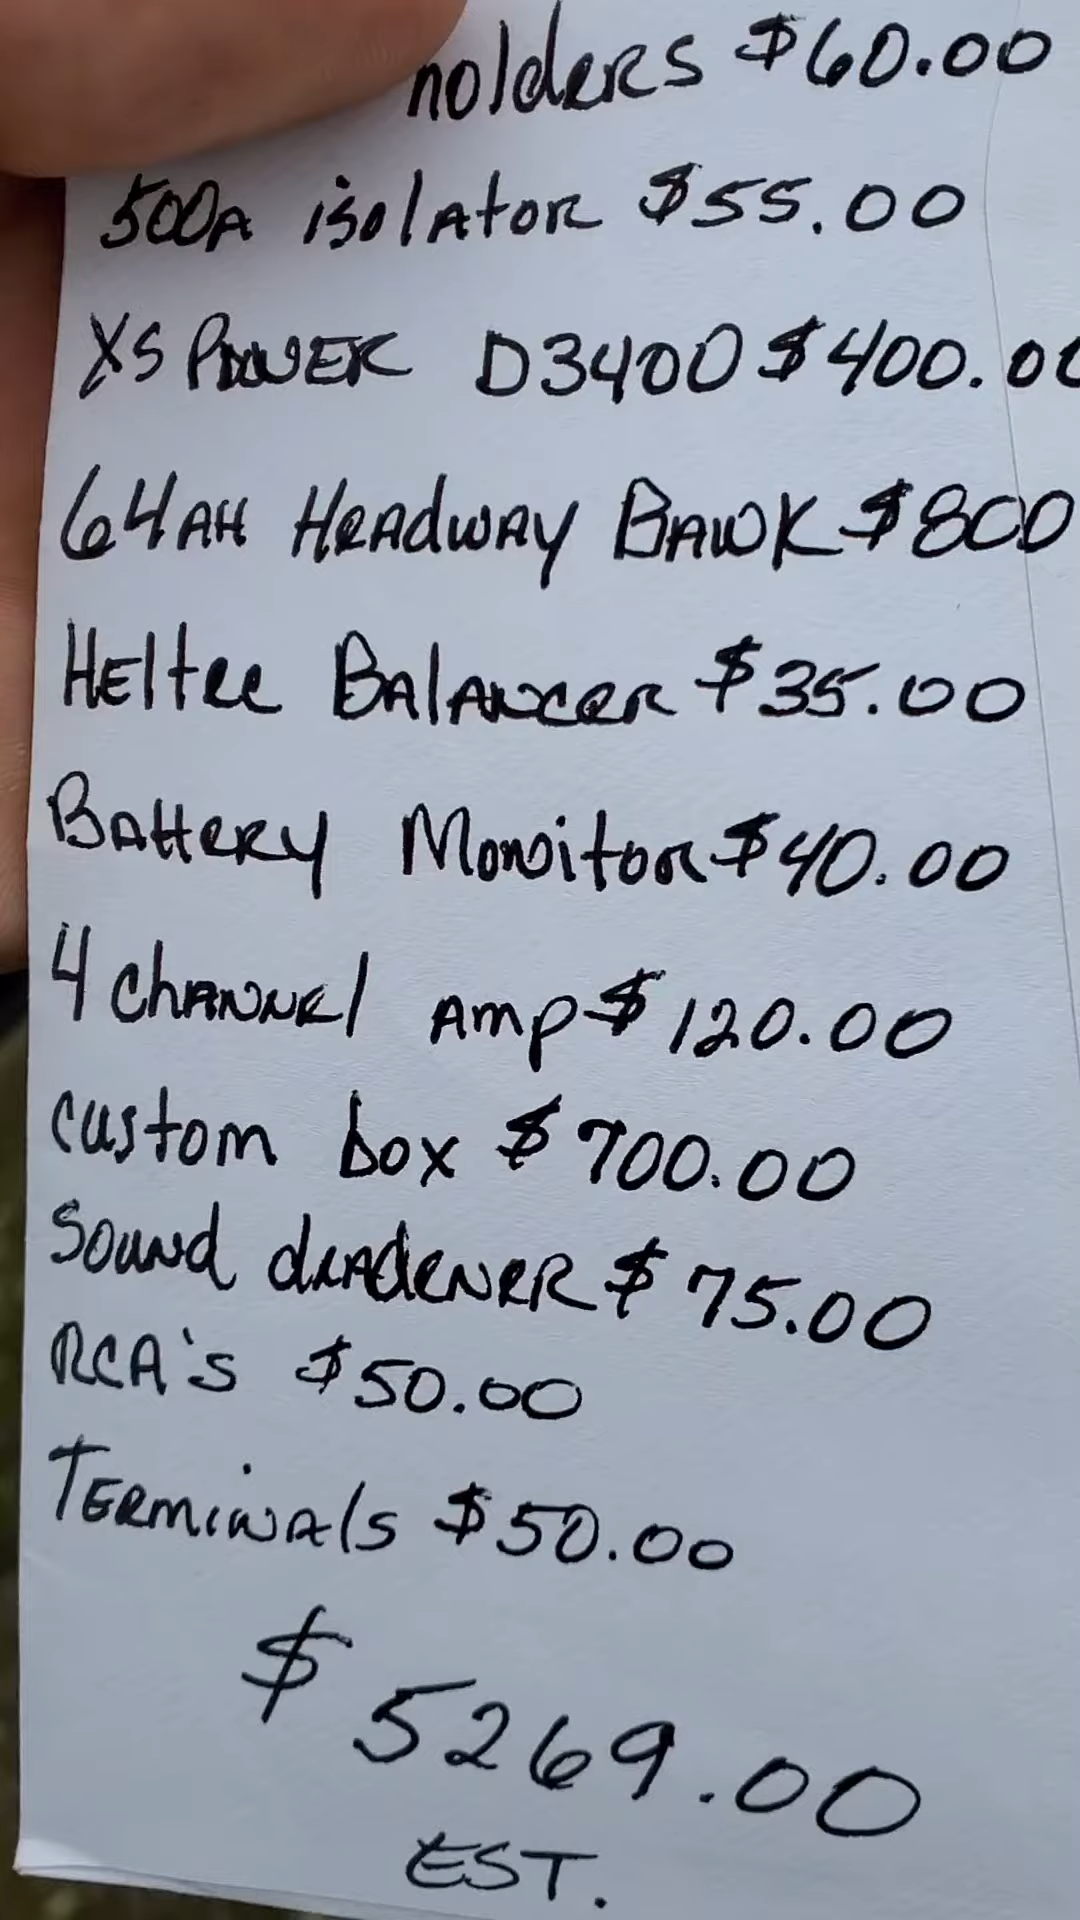 holders $60.00
500A isolator $55.00
XS POWER D3400 $400.00
64AH Headway Bank $800
Heltec Balancer $35.00
Battery Monitor $40.00
4 channel amp $120.00
custom box $700.00
Sound deadener $75.00
RCA's $50.00
Terminals $50.00
$5269.00
EST.